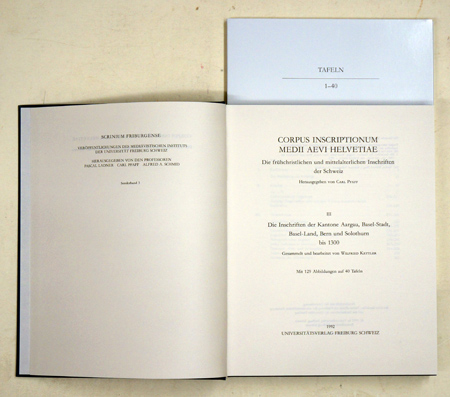 TAFELN
1–40
SCRINIUM FRIBURGENSE
VERÖFFENTLICHUNGEN DES MEDIÄVISTISCHEN INSTITUTS
DER UNIVERSITÄT FREIBURG SCHWEIZ
HERAUSGEGEBEN VON DEN PROFESSOREN
PASCAL LADNER CARL PFAFF ALFRED A. SCHMID
Sonderband 3
CORPUS INSCRIPTIONUM
MEDII AEVI HELVETIAE
Die frühchristlichen und mittelalterlichen Inschriften
der Schweiz
Herausgegeben von CARL PFAFF
III
Die Inschriften der Kantone Aargau, Basel-Stadt,
Basel-Land, Bern und Solothurn
bis 1300
Gesammelt und bearbeitet von WILFRIED KETTLER
Mit 125 Abbildungen auf 40 Tafeln
1992
UNIVERSITÄTSVERLAG FREIBURG SCHWEIZ